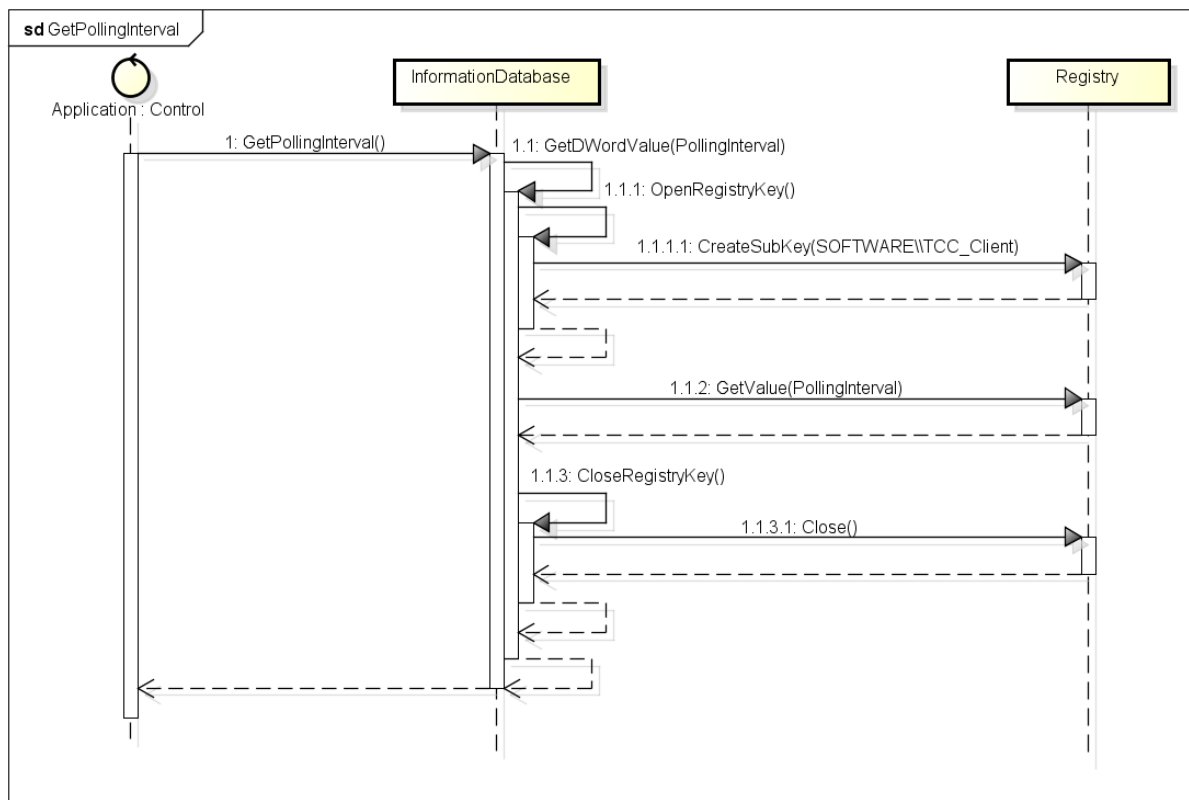 sd GetPollingInterval
InformationDatabase
Registry
Application : Control
1: GetPollingInterval()
1.1: GetDWordValue(PollingInterval)
1.1.1: OpenRegistryKey()
1.1.1.1: CreateSubKey(SOFTWARE\\TCC_Client)
1.1.2: GetValue(PollingInterval)
1.1.3: CloseRegistryKey()
1.1.3.1: Close()